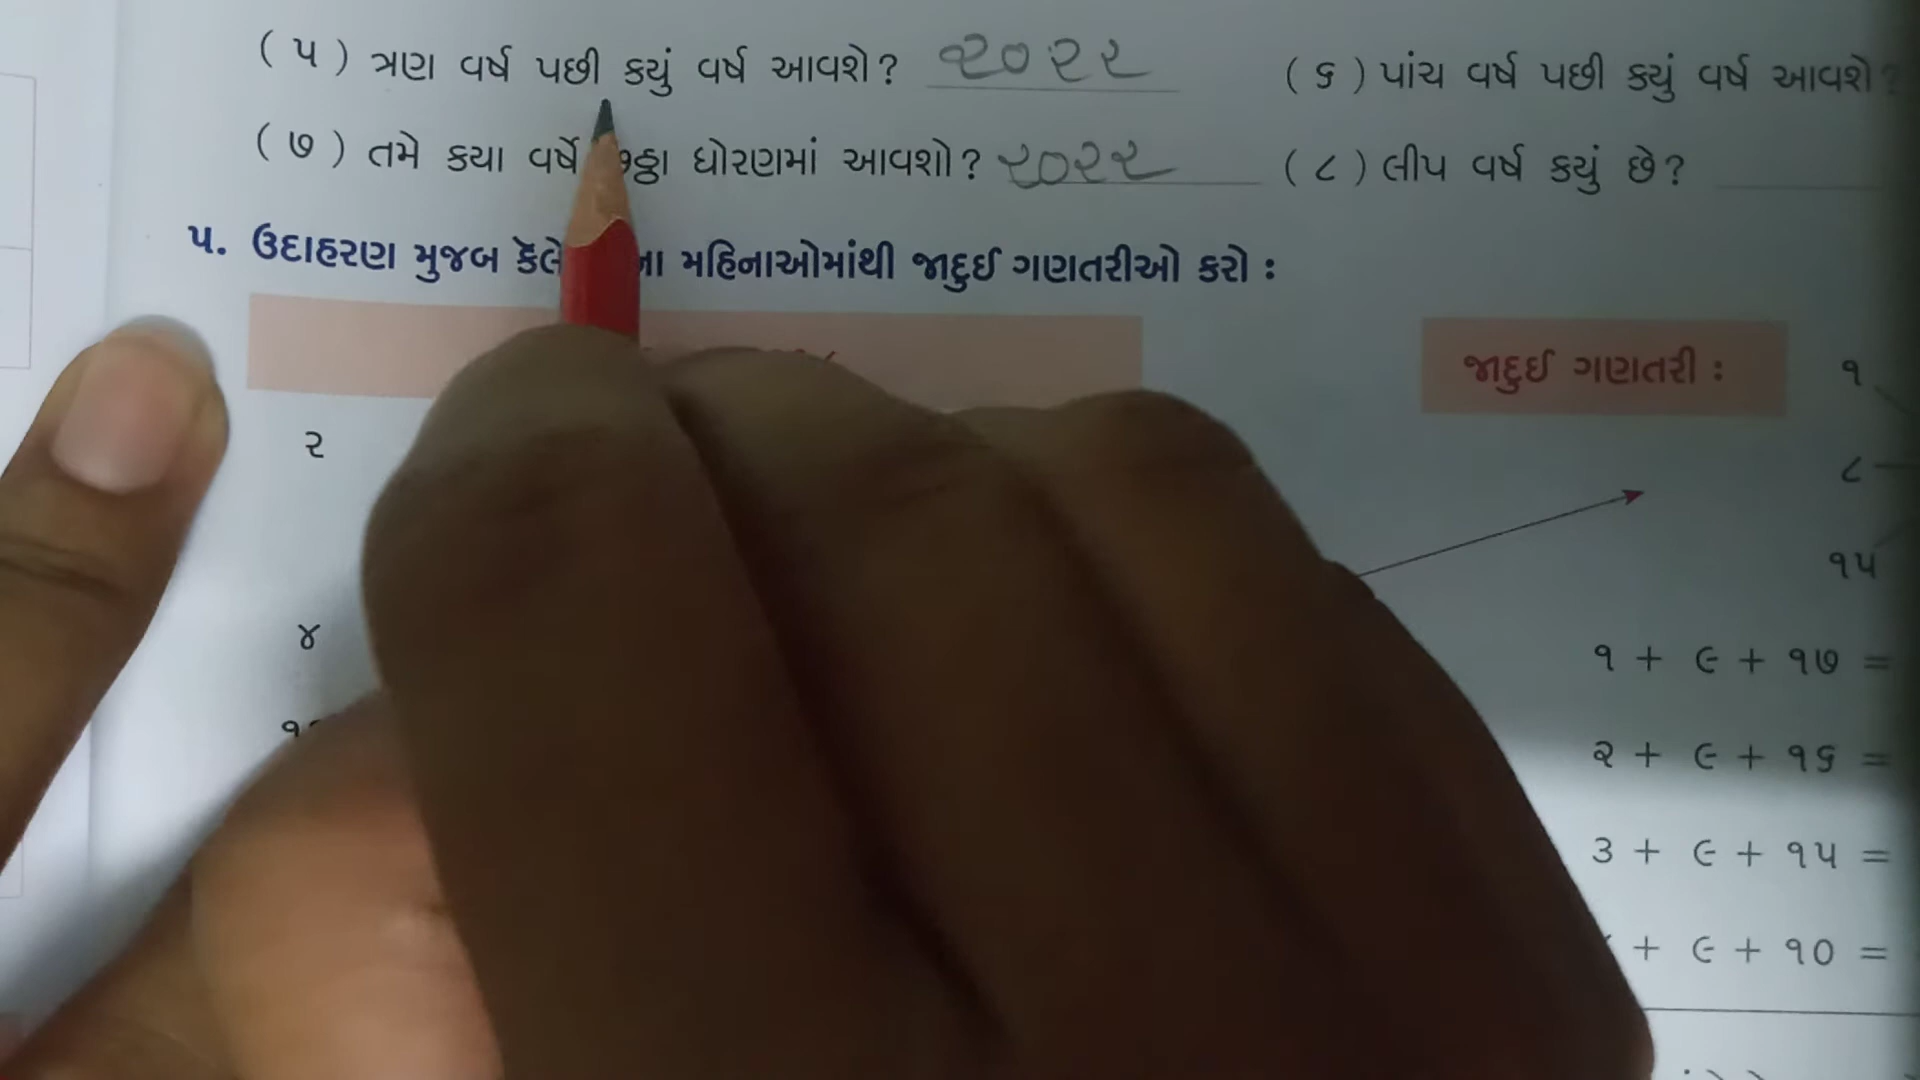 ( ૫ ) ત્રણ વર્ષ પછી કયું વર્ષ આવશે? ૨૦૨૨ ( ૬ ) પાંચ વર્ષ પછી કયું વર્ષ આવશે?
( ૭ ) તમે કયા વર્ષે ધોરણમાં આવશો? ૨૦૨૨ ( ૮ ) લીપ વર્ષ કયું છે?
૫. ઉદાહરણ મુજબ મહિનાઓમાંથી જાદુઈ ગણતરીઓ કરો :
જાદુઈ ગણતરી : ૧
૨
૮
૧૫
૪
૧ + ૯ + ૧૭ =
૨ + ૯ + ૧૬ =
૩ + ૯ + ૧૫ =
+ ૯ + ૧૦ =